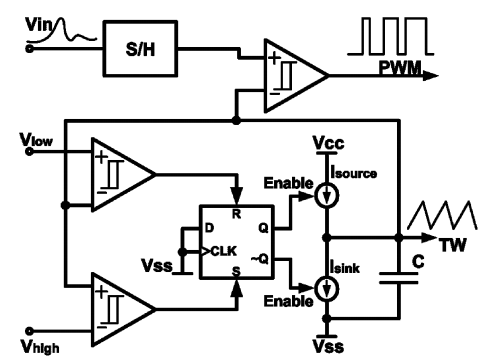 Vin
S/H
+
−
PWM
Vlow
+
−
Vcc
Isource
Enable
R
D
Q
CLK
~Q
S
Vss
TW
C
Isink
Enable
+
−
Vhigh
Vss